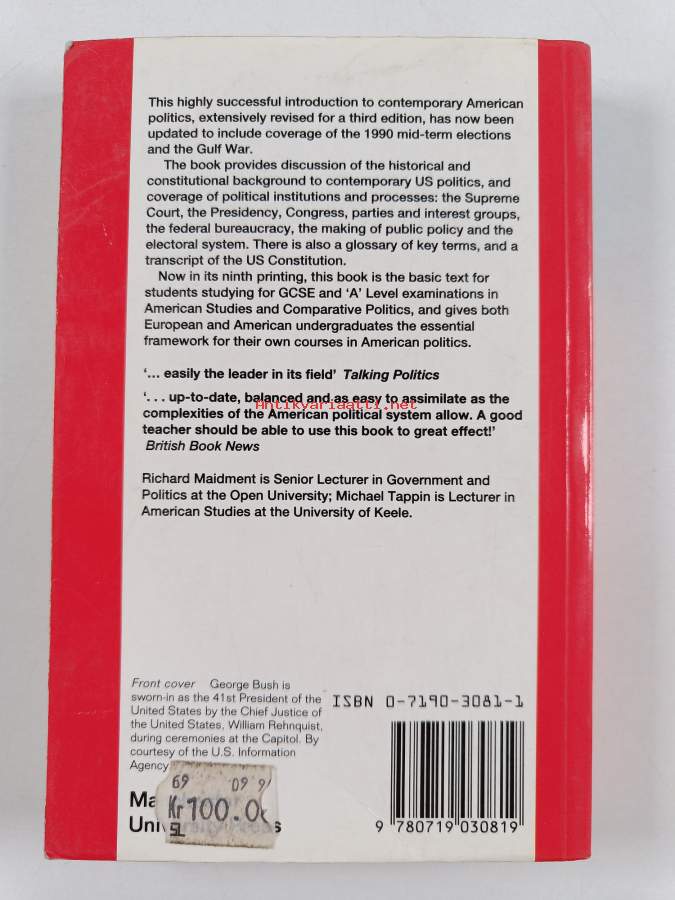 This highly successful introduction to contemporary American
politics, extensively revised for a third edition, has now been
updated to include coverage of the 1990 mid-term elections
and the Gulf War.
The book provides discussion of the historical and
constitutional background to contemporary US politics, and
coverage of political institutions and processes: the Supreme
Court, the Presidency, Congress, parties and interest groups,
the federal bureaucracy, the making of public policy and the
electoral system. There is also a glossary of key terms, and a
transcript of the US Constitution.
Now in its ninth printing, this book is the basic text for
students studying for GCSE and ‘A’ Level examinations in
American Studies and Comparative Politics, and gives both
European and American undergraduates the essential
framework for their own courses in American politics.
‘... easily the leader in its field’ Talking Politics
‘... up-to-date, balanced and as easy to assimilate as the
Antikvariaatti.net
complexities of the American political system allow. A good
teacher should be able to use this book to great effect!’
British Book News
Richard Maidment is Senior Lecturer in Government and
Politics at the Open University; Michael Tappin is Lecturer in
American Studies at the University of Keele.
Front cover George Bush is
sworn-in as the 41st President of the
United States by the Chief Justice of
the United States, William Rehnquist,
during ceremonies at the Capitol. By
courtesy of the U.S. Information
Agency
ISBN 0-7190-3081-1
69 09 9
Kr 100.0
SL
9 780719 030819